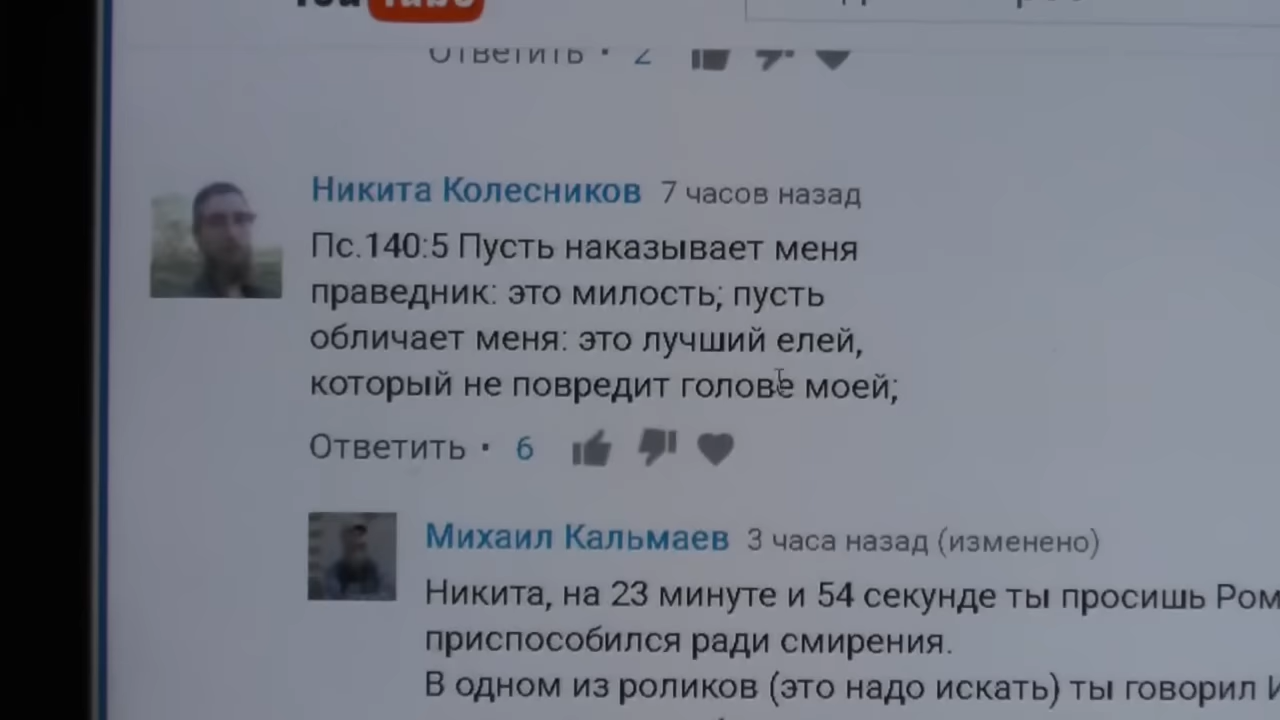 YouTube
Ответить · 2
Никита Колесников 7 часов назад
Пс.140:5 Пусть наказывает меня
праведник: это милость; пусть
обличает меня: это лучший елей,
который не повредит голове моей;
Ответить · 6
Михаил Кальмаев 3 часа назад (изменено)
Никита, на 23 минуте и 54 секунде ты просишь Ром
приспособился ради смирения.
В одном из роликов (это надо искать) ты говорил И